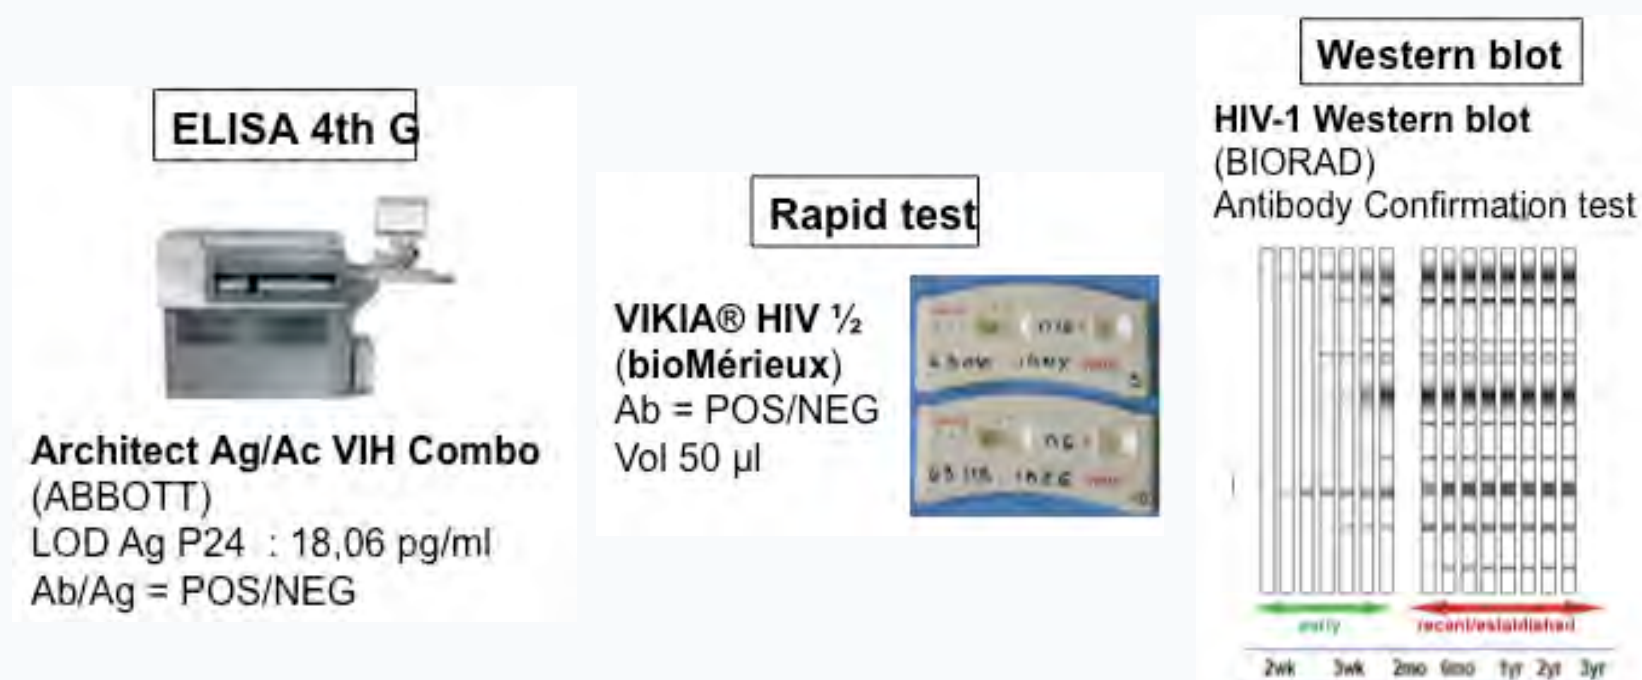 ELISA 4th G
Architect Ag/Ac VIH Combo
(ABBOTT)
LOD Ag P24 : 18,06 pg/ml
Ab/Ag = POS/NEG
Rapid test
VIKIA® HIV ½
(bioMérieux)
Ab = POS/NEG
Vol 50 µl
Western blot
HIV-1 Western blot
(BIORAD)
Antibody Confirmation test
early recent/established
2wk 3wk 2mo 6mo 1yr 2yr 3yr